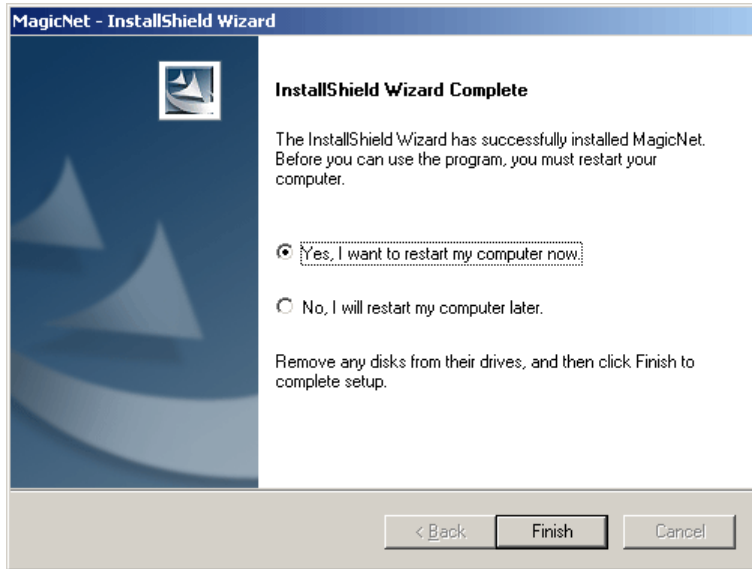 MagicNet - InstallShield Wizard
InstallShield Wizard Complete
The InstallShield Wizard has successfully installed MagicNet.
Before you can use the program, you must restart your
computer.
Yes, I want to restart my computer now.
No, I will restart my computer later.
Remove any disks from their drives, and then click Finish to
complete setup.
< Back
Finish
Cancel